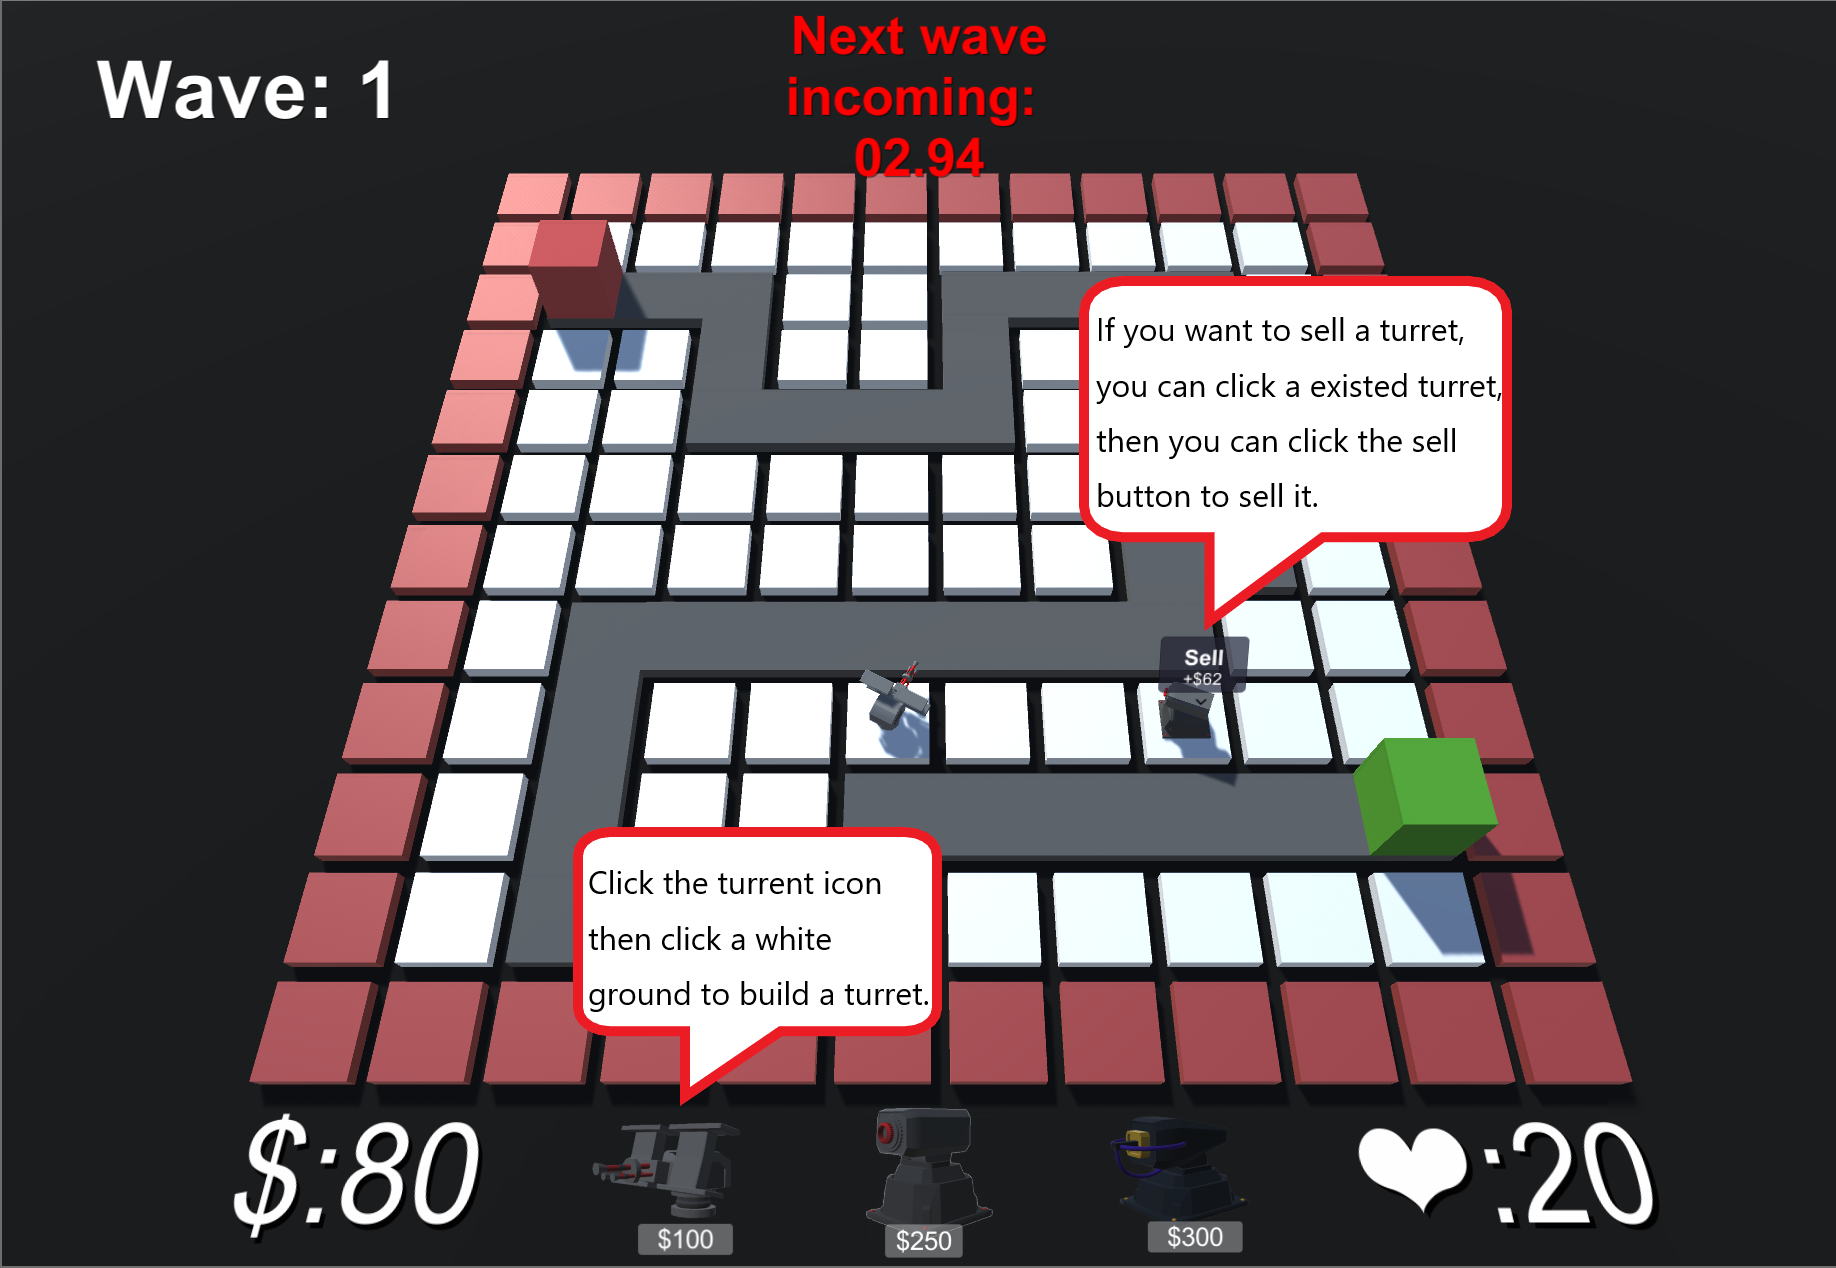 Wave: 1
Next wave
incoming:
02.94
If you want to sell a turret,
you can click a existed turret,
then you can click the sell
button to sell it.
Sell
+$62
Click the turrent icon
then click a white
ground to build a turret.
$:80
$100
$250
$300
:20